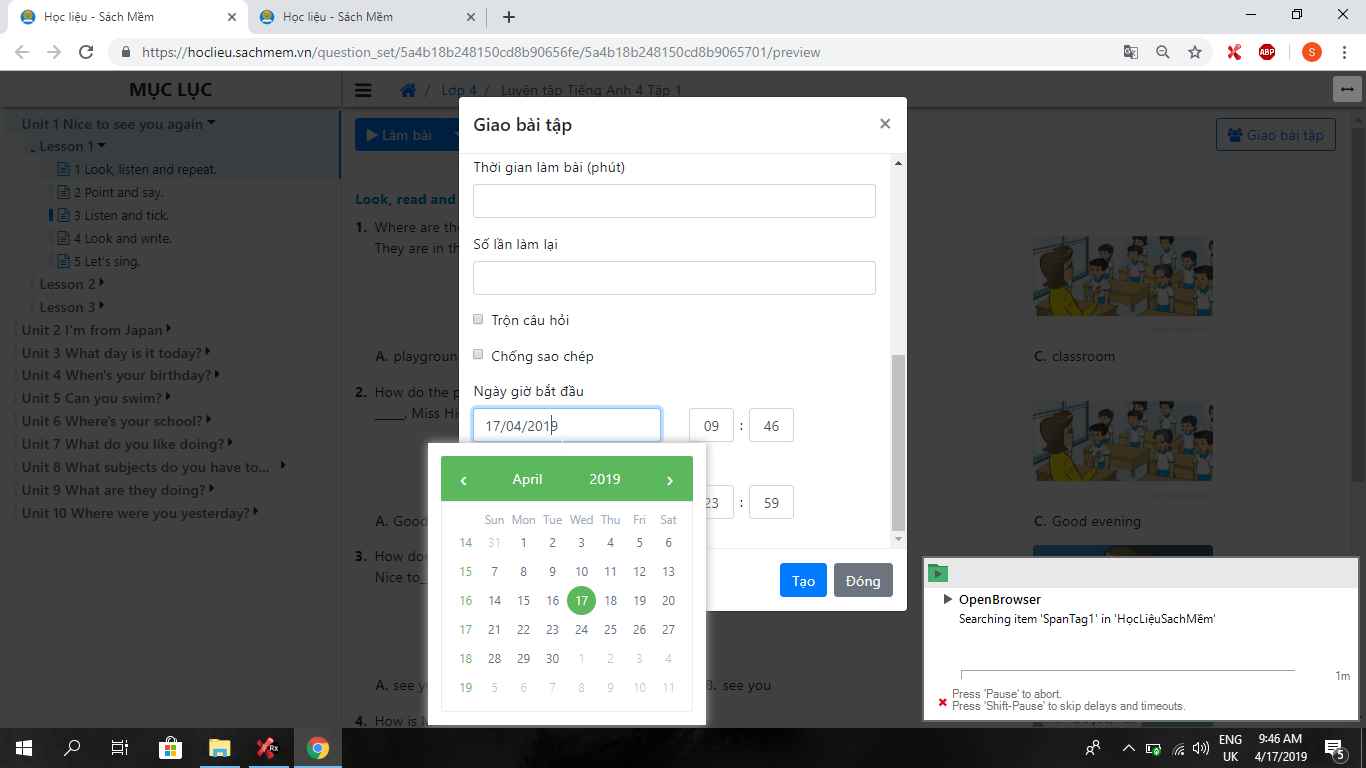 Học liệu - Sách Mềm
Học liệu - Sách Mềm
https://hoclieu.sachmem.vn/question_set/5a4b18b248150cd8b90656fe/5a4b18b248150cd8b9065701/preview
ABP
S
MỤC LỤC
/ Lớp 4 / Luyện tập Tiếng Anh 4 Tập 1
Unit 1 Nice to see you again
Lesson 1
1 Look, listen and repeat.
2 Point and say.
3 Listen and tick.
4 Look and write.
5 Let's sing.
Lesson 2
Lesson 3
Unit 2 I'm from Japan
Unit 3 What day is it today?
Unit 4 When's your birthday?
Unit 5 Can you swim?
Unit 6 Where's your school?
Unit 7 What do you like doing?
Unit 8 What subjects do you have to...
Unit 9 What are they doing?
Unit 10 Where were you yesterday?
Làm bài
Giao bài tập
Look, read and
1. Where are the
They are in th
A. playgroun
C. classroom
2. How do the p
____, Miss Hi
A. Good
C. Good evening
3. How do
Nice to_
A. see yo
B. see you
4. How is
Giao bài tập
×
Thời gian làm bài (phút)
Số lần làm lại
Trộn câu hỏi
Chống sao chép
Ngày giờ bắt đầu
17/04/2019 09 : 46
23 : 59
Tạo Đóng
‹ April 2019 ›
Sun Mon Tue Wed Thu Fri Sat
14 31 1 2 3 4 5 6
15 7 8 9 10 11 12 13
16 14 15 16 17 18 19 20
17 21 22 23 24 25 26 27
18 28 29 30 1 2 3 4
19 5 6 7 8 9 10 11
OpenBrowser
Searching item 'SpanTag1' in 'HọcLiệuSachMềm'
1m
Press 'Pause' to abort.
Press 'Shift-Pause' to skip delays and timeouts.
Rx
ENG
UK
9:46 AM
4/17/2019
5